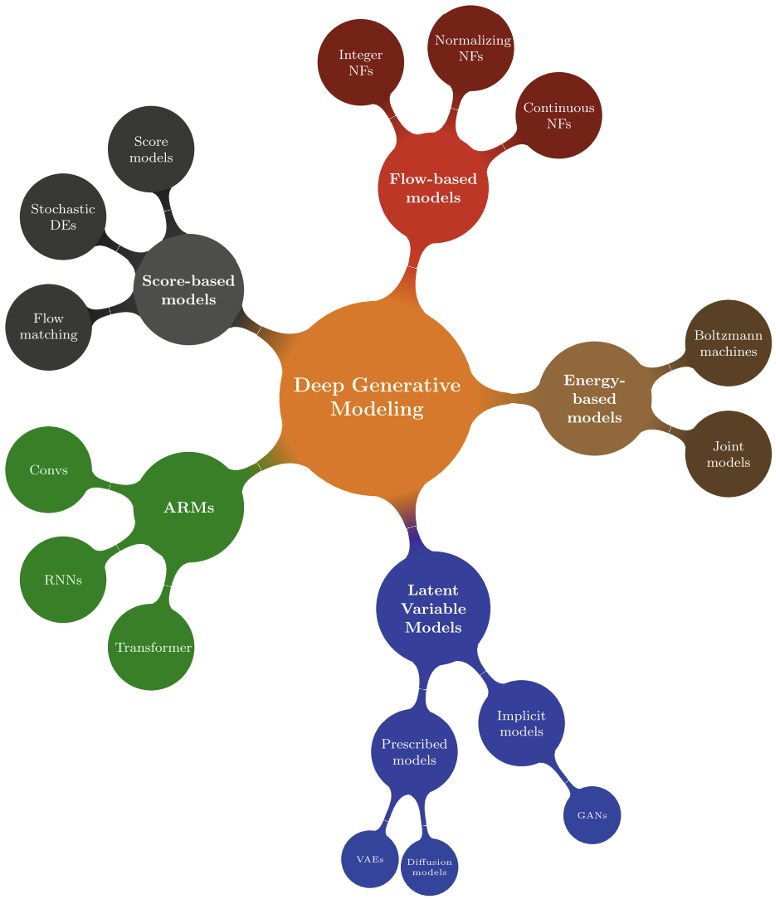 Integer
NFs
Normalizing
NFs
Continuous
NFs
Flow-based
models
Score
models
Stochastic
DEs
Flow
matching
Score-based
models
Deep Generative
Modeling
Energy-
based
models
Boltzmann
machines
Joint
models
Convs
RNNs
Transformer
ARMs
Latent
Variable
Models
Prescribed
models
Implicit
models
VAEs
Diffusion
models
GANs